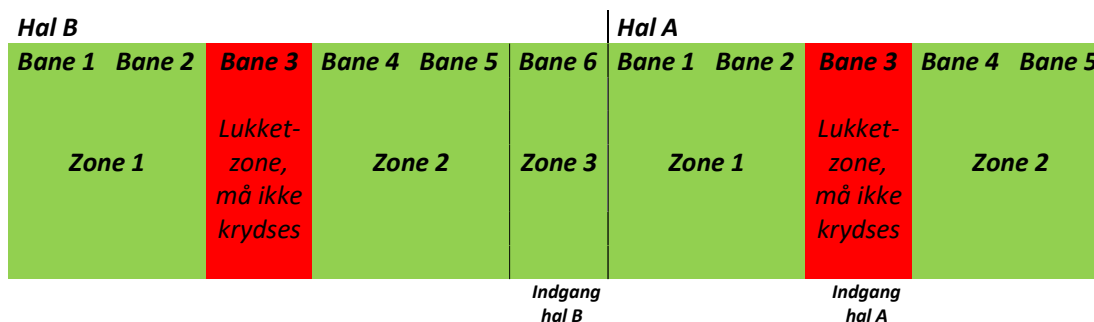 Hal B Hal A
Bane 1 Bane 2 Bane 3 Bane 4 Bane 5 Bane 6 Bane 1 Bane 2 Bane 3 Bane 4 Bane 5
Lukket- Lukket-
Zone 1 zone, Zone 2 Zone 3 Zone 1 zone, Zone 2
må ikke må ikke
krydses krydses
Indgang Indgang
hal B hal A